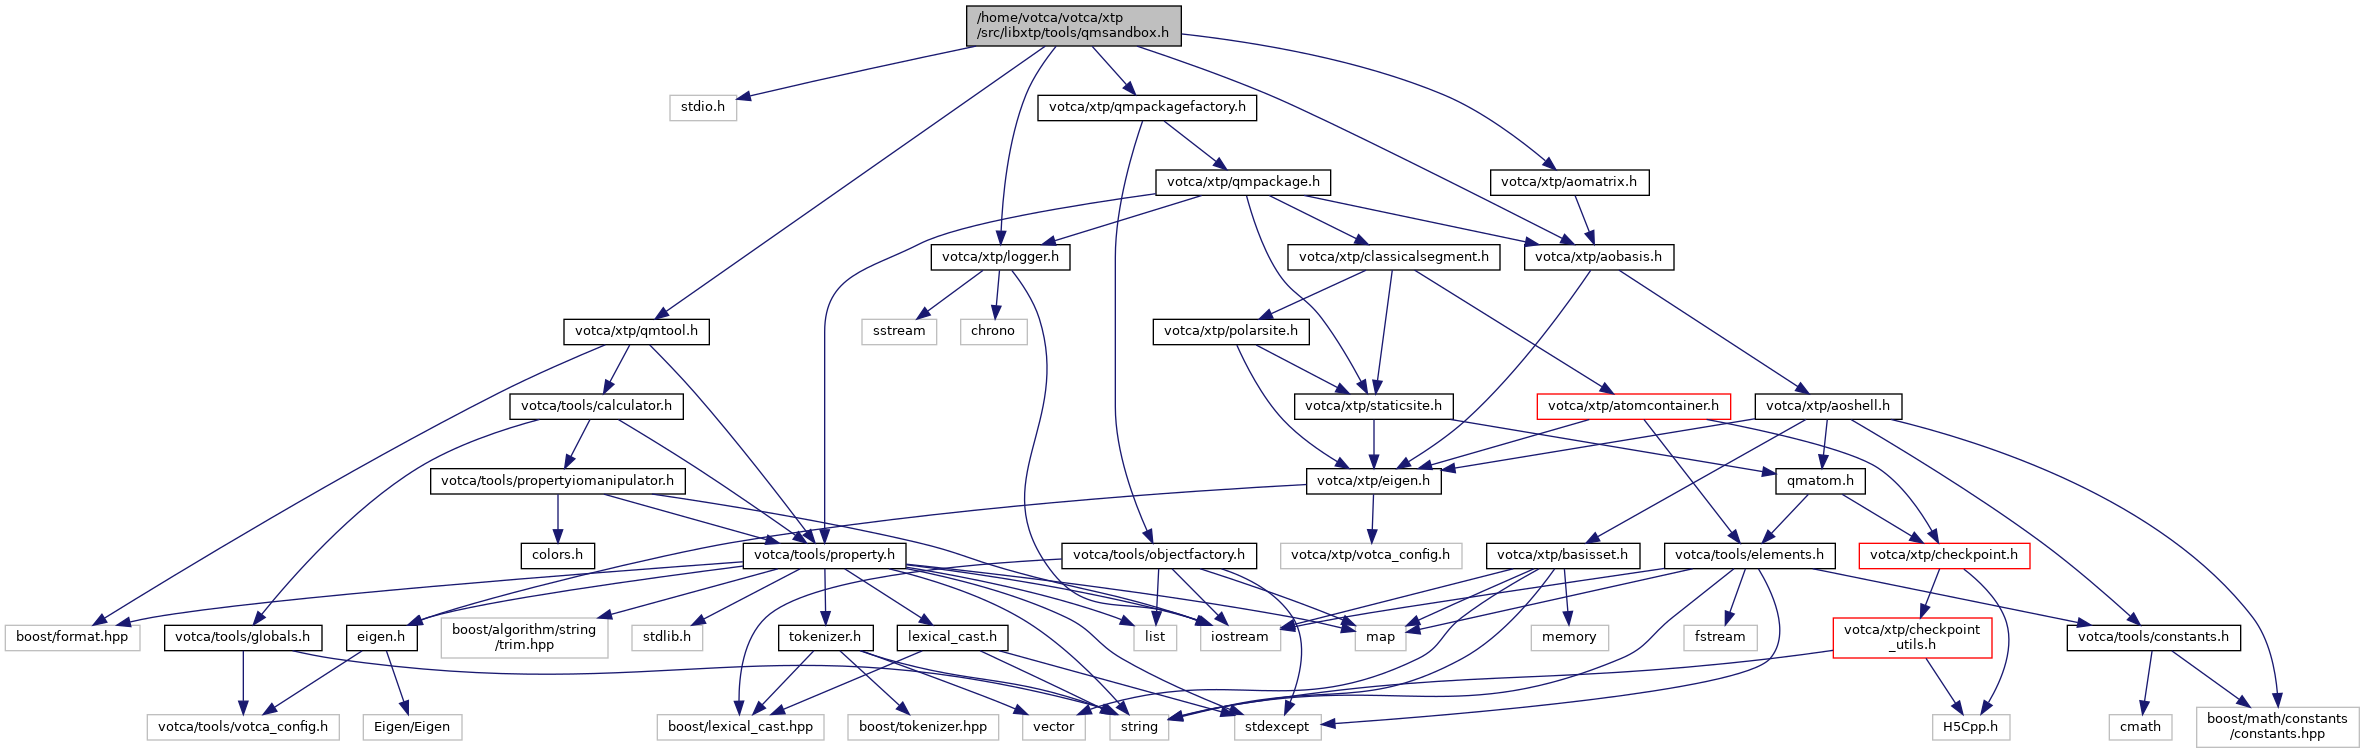 /home/votca/votca/xtp
/src/libxtp/tools/qmsandbox.h
stdio.h
votca/xtp/qmpackagefactory.h
votca/xtp/qmpackage.h
votca/xtp/aomatrix.h
votca/xtp/logger.h
votca/xtp/classicalsegment.h
votca/xtp/aobasis.h
votca/xtp/qmtool.h
sstream
chrono
votca/xtp/polarsite.h
votca/tools/calculator.h
votca/xtp/staticsite.h
votca/xtp/atomcontainer.h
votca/xtp/aoshell.h
votca/tools/propertyiomanipulator.h
votca/xtp/eigen.h
qmatom.h
colors.h
votca/tools/property.h
votca/tools/objectfactory.h
votca/xtp/votca_config.h
votca/xtp/basisset.h
votca/tools/elements.h
votca/xtp/checkpoint.h
boost/format.hpp
votca/tools/globals.h
eigen.h
boost/algorithm/string
/trim.hpp
stdlib.h
tokenizer.h
lexical_cast.h
list
iostream
map
memory
fstream
votca/xtp/checkpoint
_utils.h
votca/tools/constants.h
votca/tools/votca_config.h
Eigen/Eigen
boost/lexical_cast.hpp
boost/tokenizer.hpp
vector
string
stdexcept
H5Cpp.h
cmath
boost/math/constants
/constants.hpp